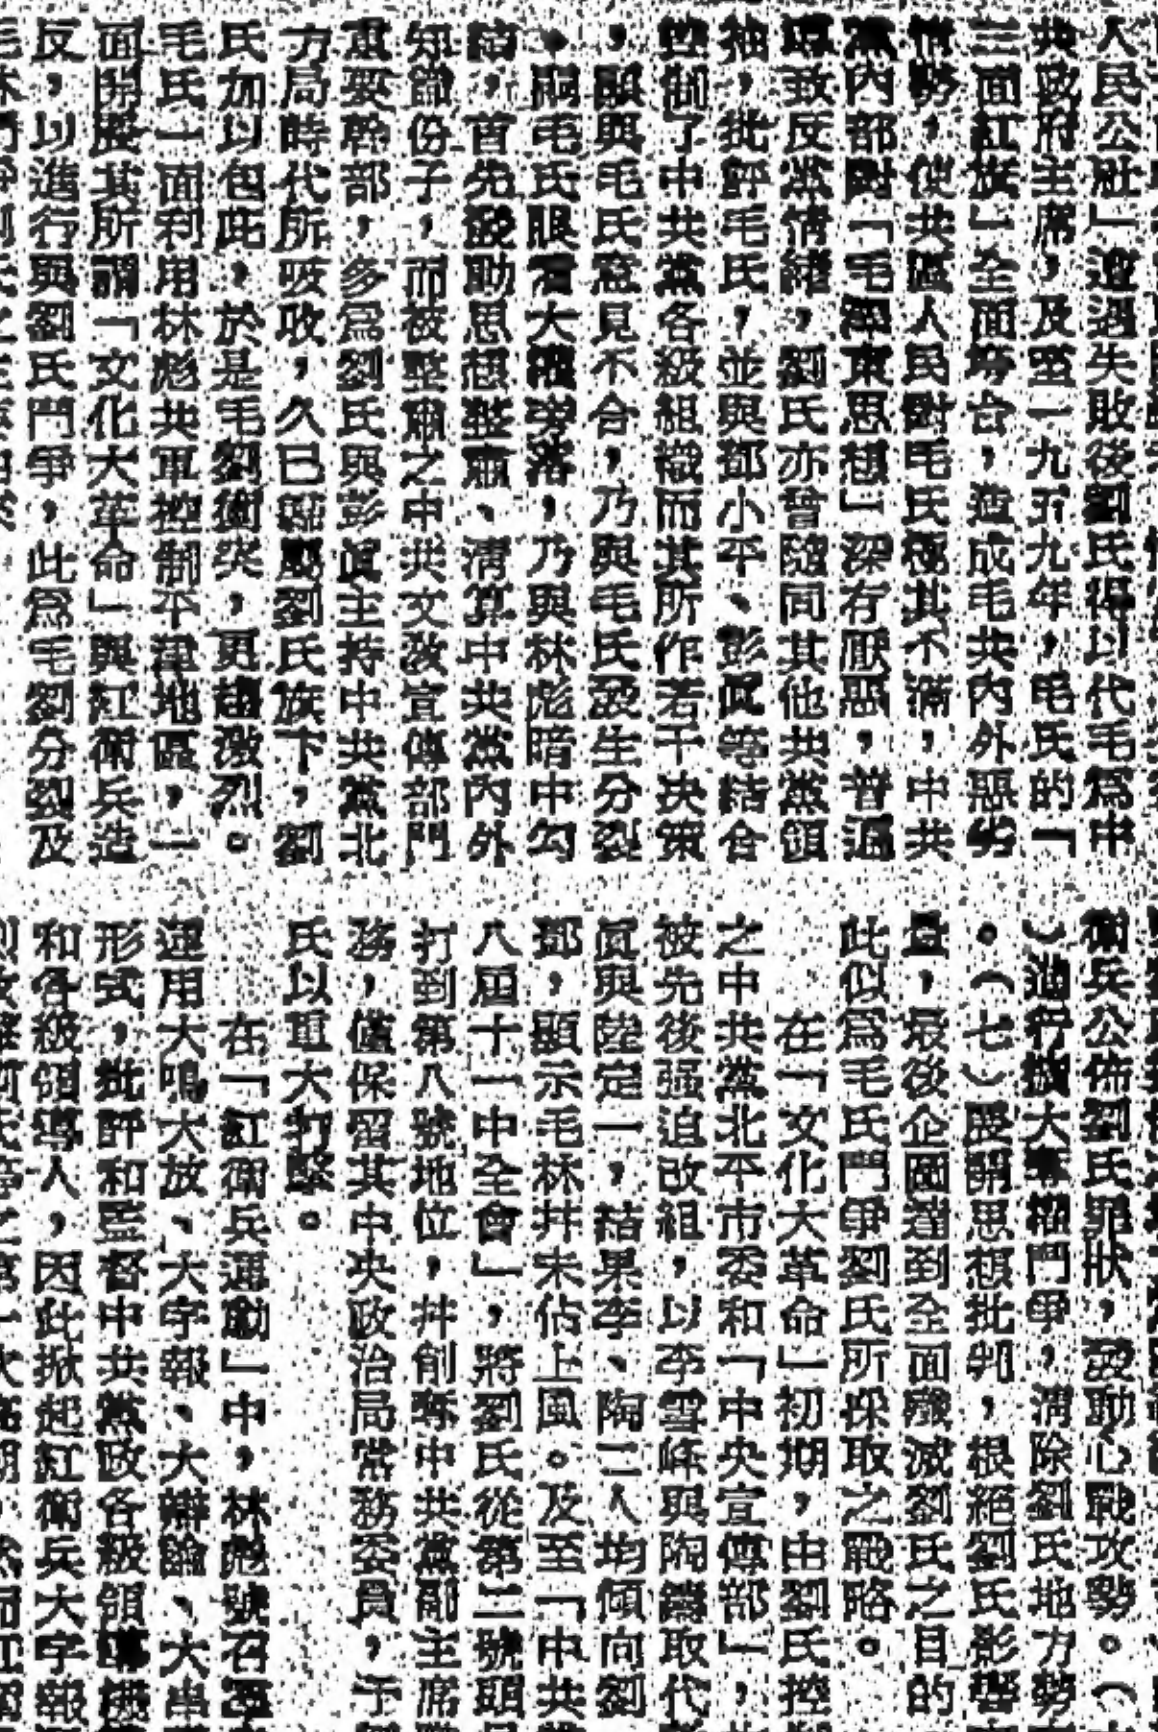 人民公社」遭遇失敗後劉氏得以代毛爲中
共政府主席，及至一九五九年，毛氏的「
三面紅旗」全面破合，造成毛共內外惡劣
情勢，使共區人民對毛氏極其不滿，中共
黨內部對「毛澤東思想」深存厭惡，普遍
導致反黨情緒，劉氏亦曾隨同其他共黨領
袖，批評毛氏，並與鄧小平、彭眞等結合
控制了中共黨各級組織而其所作若干決策
，顯與毛氏意見不合，乃與毛氏發生分裂
，嗣毛氏眼看大權旁落，乃與林彪暗中勾
結，首先發動思想整肅、清算中共黨內外
知識份子，而被整肅之中共文敎宣傳部門
重要幹部，多爲劉氏與彭眞主持中共黨北
方局時代所吸收，久已歸屬劉氏族下，劉
氏加以包庇，於是毛劉衝突，更趨激烈。
毛氏一面利用林彪共軍控制平津地區，一
面開展其所謂「文化大革命」與紅衞兵造
反，以進行與劉氏鬥爭，此爲毛劉分裂及
衞兵公佈劉氏罪狀，發動心戰攻勢。（
）進行擴大奪權鬥爭，淸除劉氏地方勢
。（七）展開思想批判，根絕劉氏影響
，最後企圖達到全面殲滅劉氏之目的
此似爲毛氏鬥爭劉氏所採取之戰略。
在「文化大革命」初期，由劉氏控
之中共黨北平市委和「中央宣傳部」，
被先後强迫改組，以李雪峰與陶鑄取代
眞與陸定一，結果李、陶二人均傾向劉
鄧，顯示毛林并未佔上風。及至「中共
八屆十一中全會」，將劉氏從第二號頭
打到第八號地位，并削奪中共黨副主席
務，僅保留其中央政治局常務委員，予
氏以重大打擊。
在「紅衞兵運動」中，林彪號召
運用大鳴大放、大字報、大辯論、大串
形式，批評和監督中共黨政各級領導機
和各級領導人，因此掀起紅衞兵大字報